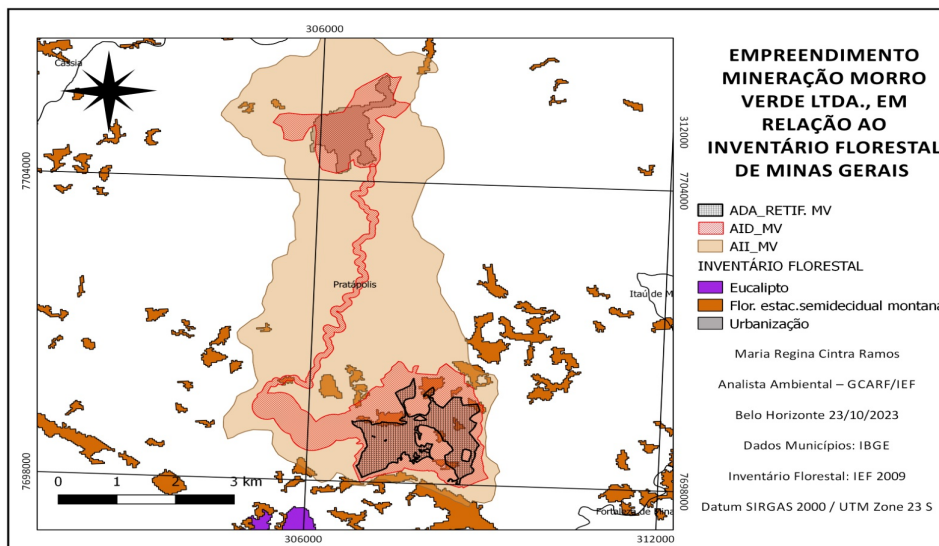 306000
Cássia
7704000
Pratápolis
Itaú de M
7698000
0 1 2 3 km
Fortaleza de Minas
306000
312000
312000
7704000
7698000
EMPREENDIMENTO
MINERAÇÃO MORRO
VERDE LTDA., EM
RELAÇÃO AO
INVENTÁRIO FLORESTAL
DE MINAS GERAIS
ADA_RETIF. MV
AID_MV
AII_MV
INVENTÁRIO FLORESTAL
Eucalipto
Flor. estac.semidecidual montana
Urbanização
Maria Regina Cintra Ramos
Analista Ambiental – GCARF/IEF
Belo Horizonte 23/10/2023
Dados Municípios: IBGE
Inventário Florestal: IEF 2009
Datum SIRGAS 2000 / UTM Zone 23 S